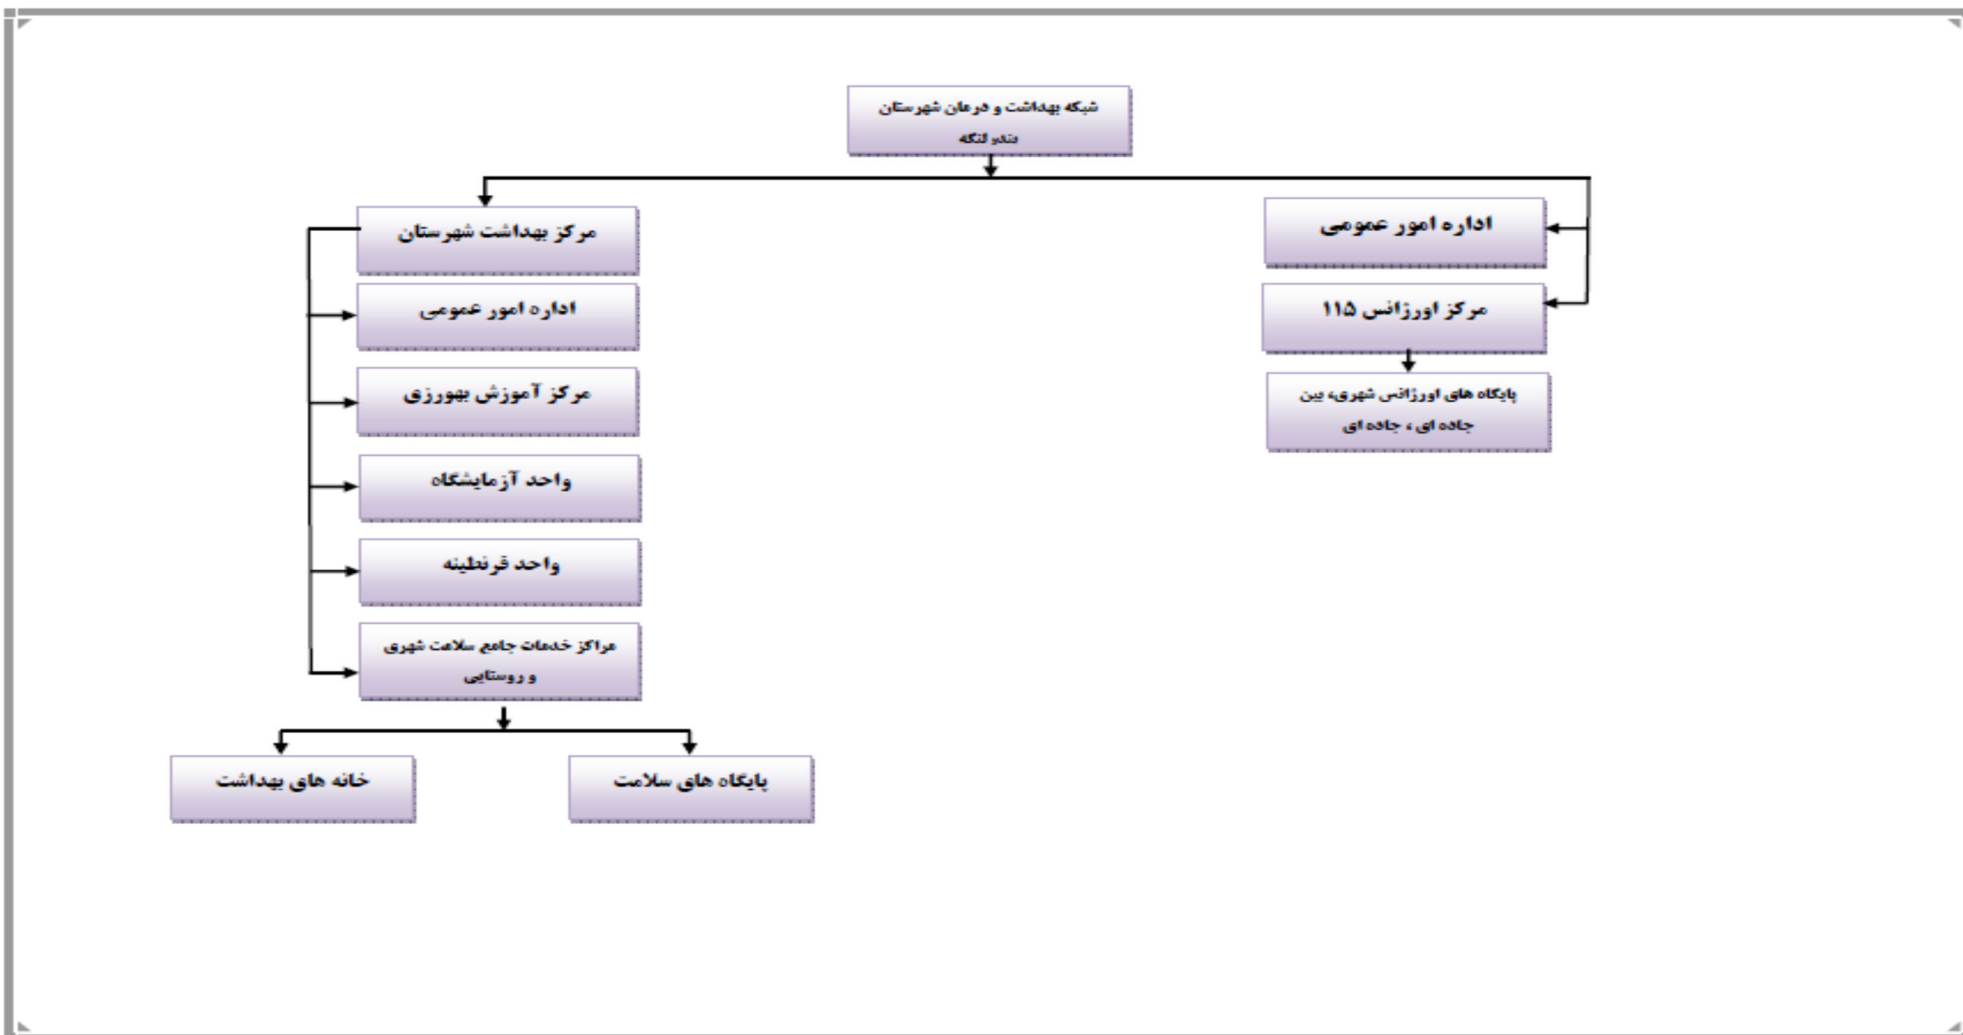 شبکه بهداشت و درمان شهرستان
بندر لنگه
اداره امور عمومی
مرکز اورژانس ۱۱۵
پایگاه های اورژانس شهری، بین
جاده ای ، جاده ای
مرکز بهداشت شهرستان
اداره امور عمومی
مرکز آموزش بهورزی
واحد آزمایشگاه
واحد قرنطینه
مراکز خدمات جامع سلامت شهری
و روستایی
پایگاه های سلامت
خانه های بهداشت